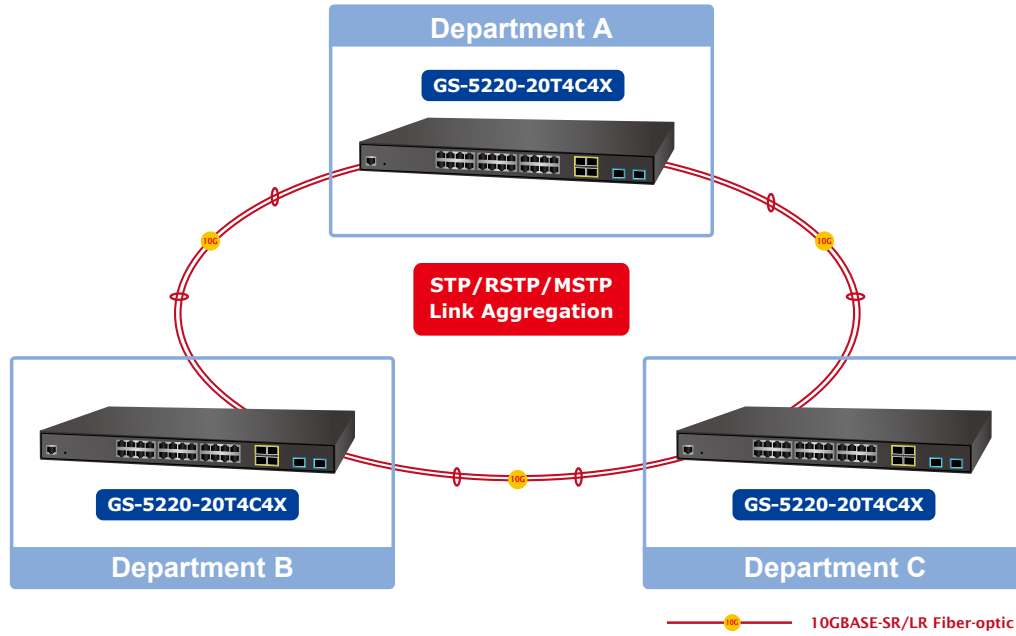 Department A
GS-5220-20T4C4X
10G
10G
STP/RSTP/MSTP
Link Aggregation
10G
GS-5220-20T4C4X
GS-5220-20T4C4X
Department B
Department C
10G
10GBASE-SR/LR Fiber-optic